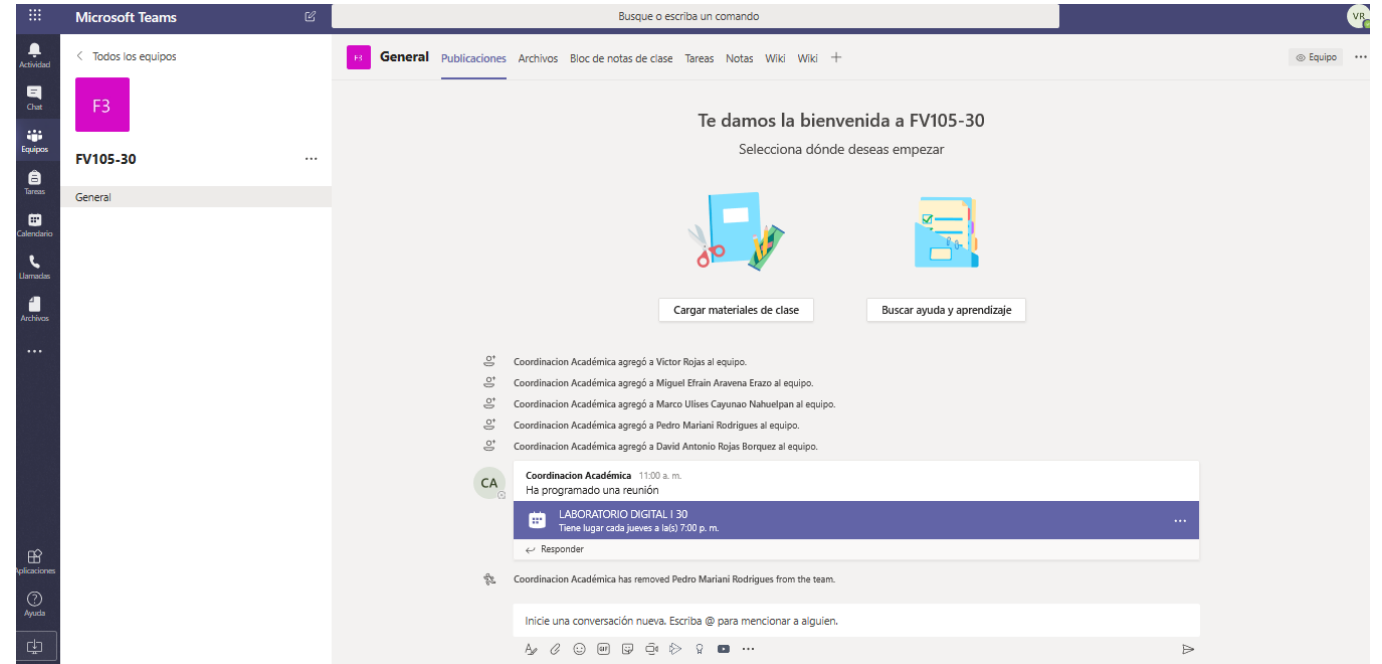 Microsoft Teams
Busque o escriba un comando
VR
Actividad
Chat
Equipos
Tareas
Calendario
Llamadas
Archivos
Aplicaciones
Ayuda
Todos los equipos
F3
FV105-30
General
F3
General Publicaciones Archivos Bloc de notas de clase Tareas Notas Wiki Wiki
Equipo
Te damos la bienvenida a FV105-30
Selecciona dónde deseas empezar
Cargar materiales de clase
Buscar ayuda y aprendizaje
Coordinacion Académica agregó a Victor Rojas al equipo.
Coordinacion Académica agregó a Miguel Efrain Aravena Erazo al equipo.
Coordinacion Académica agregó a Marco Ulises Cayunao Nahuelpan al equipo.
Coordinacion Académica agregó a Pedro Mariani Rodrigues al equipo.
Coordinacion Académica agregó a David Antonio Rojas Borquez al equipo.
CA
Coordinacion Académica 11:00 a. m.
Ha programado una reunión
LABORATORIO DIGITAL I 30
Tiene lugar cada jueves a la(s) 7:00 p. m.
Responder
Coordinacion Académica has removed Pedro Mariani Rodrigues from the team.
Inicie una conversación nueva. Escriba @ para mencionar a alguien.
GIF